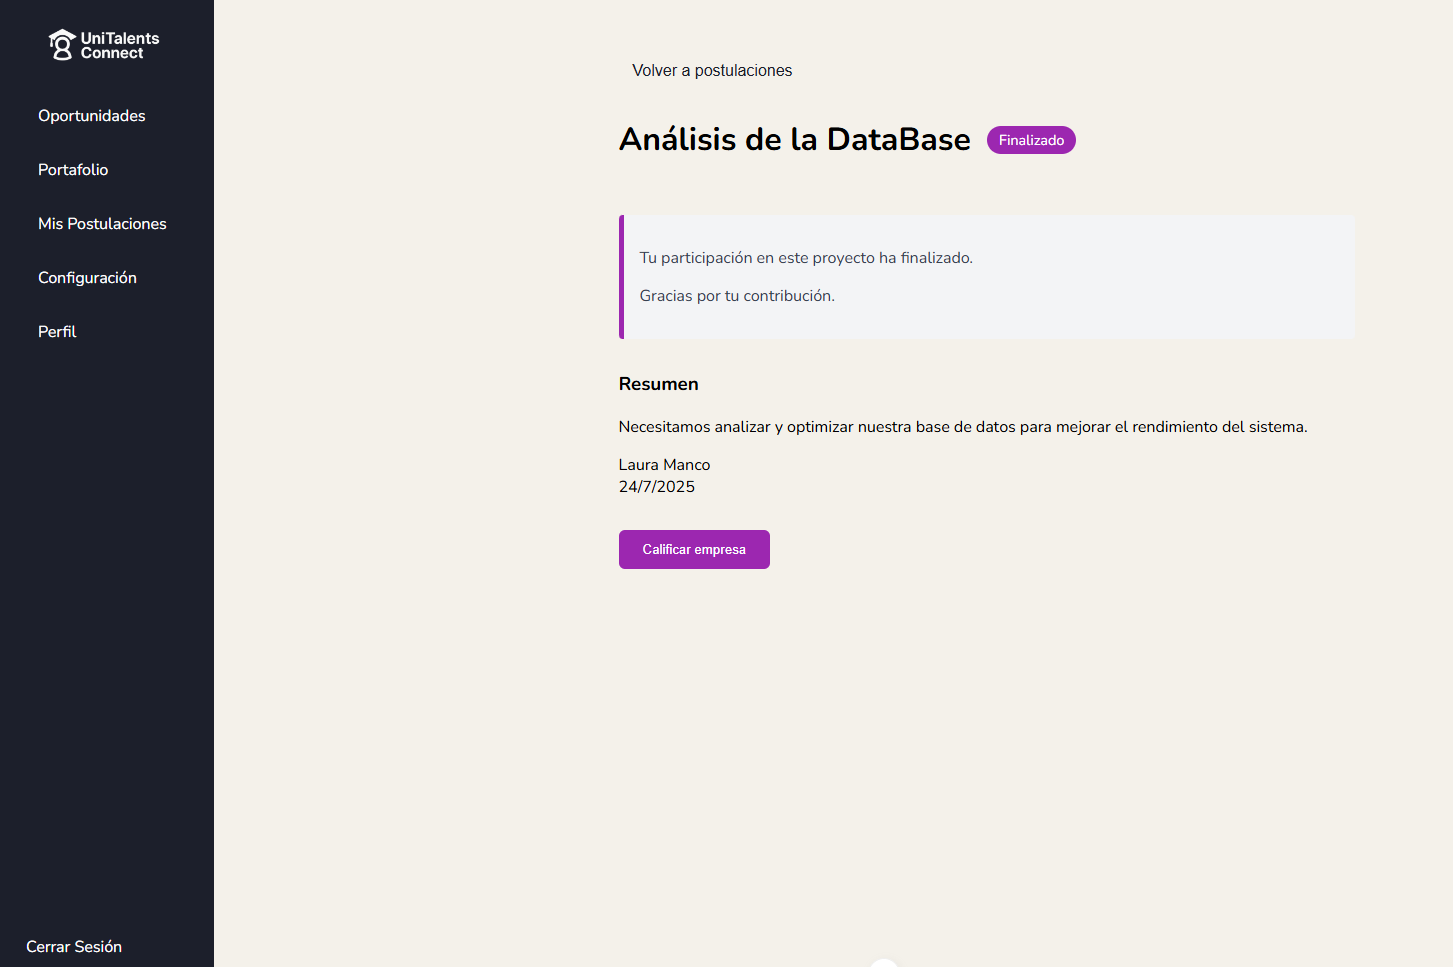 UniTalents
Connect
Oportunidades
Portafolio
Mis Postulaciones
Configuración
Perfil
Cerrar Sesión
Volver a postulaciones
Análisis de la DataBase
Finalizado
Tu participación en este proyecto ha finalizado.
Gracias por tu contribución.
Resumen
Necesitamos analizar y optimizar nuestra base de datos para mejorar el rendimiento del sistema.
Laura Manco
24/7/2025
Calificar empresa